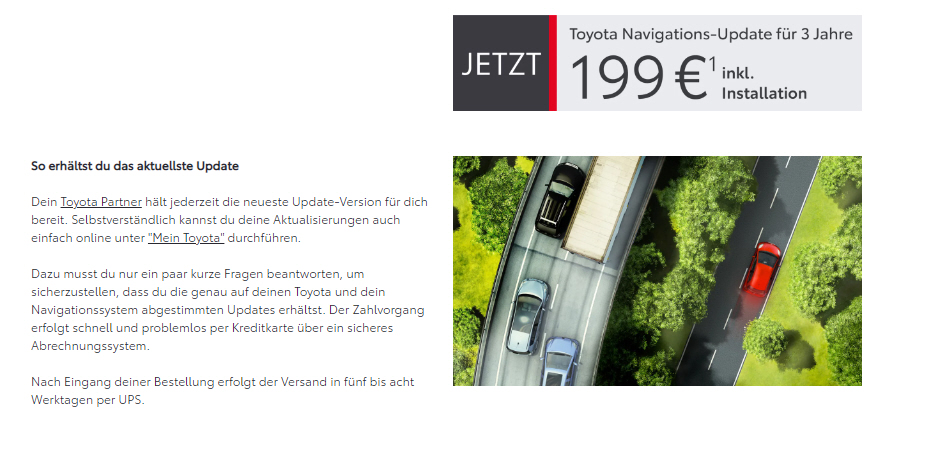 JETZT
Toyota Navigations-Update für 3 Jahre
199 €1 inkl.
Installation
So erhältst du das aktuellste Update
Dein Toyota Partner hält jederzeit die neueste Update-Version für dich
bereit. Selbstverständlich kannst du deine Aktualisierungen auch
einfach online unter "Mein Toyota" durchführen.
Dazu musst du nur ein paar kurze Fragen beantworten, um
sicherzustellen, dass du die genau auf deinen Toyota und dein
Navigationssystem abgestimmten Updates erhältst. Der Zahlvorgang
erfolgt schnell und problemlos per Kreditkarte über ein sicheres
Abrechnungssystem.
Nach Eingang deiner Bestellung erfolgt der Versand in fünf bis acht
Werktagen per UPS.